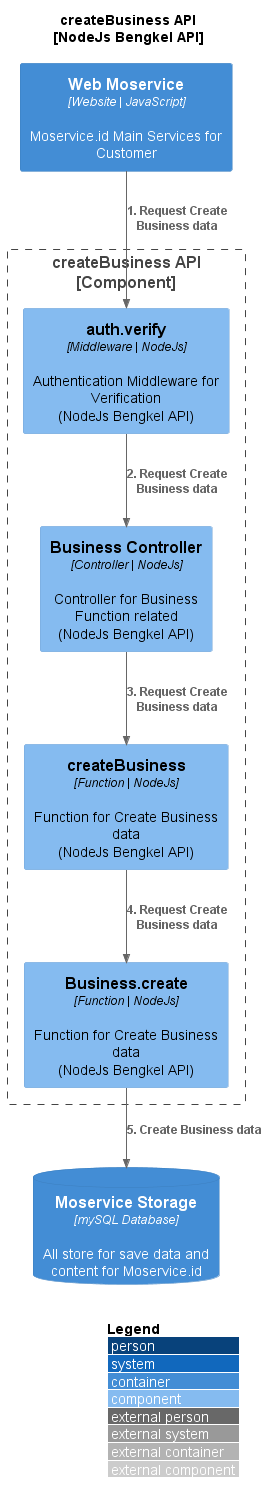 createBusiness API
[NodeJs Bengkel API]
Web Moservice
[Website | JavaScript]
Moservice.id Main Services for
Customer
1. Request Create
Business data
createBusiness API
[Component]
auth.verify
[Middleware | NodeJs]
Authentication Middleware for
Verification
(NodeJs Bengkel API)
2. Request Create
Business data
Business Controller
[Controller | NodeJs]
Controller for Business
Function related
(NodeJs Bengkel API)
3. Request Create
Business data
createBusiness
[Function | NodeJs]
Function for Create Business
data
(NodeJs Bengkel API)
4. Request Create
Business data
Business.create
[Function | NodeJs]
Function for Create Business
data
(NodeJs Bengkel API)
5. Create Business data
Moservice Storage
[mySQL Database]
All store for save data and
content for Moservice.id
Legend
person
system
container
component
external person
external system
external container
external component